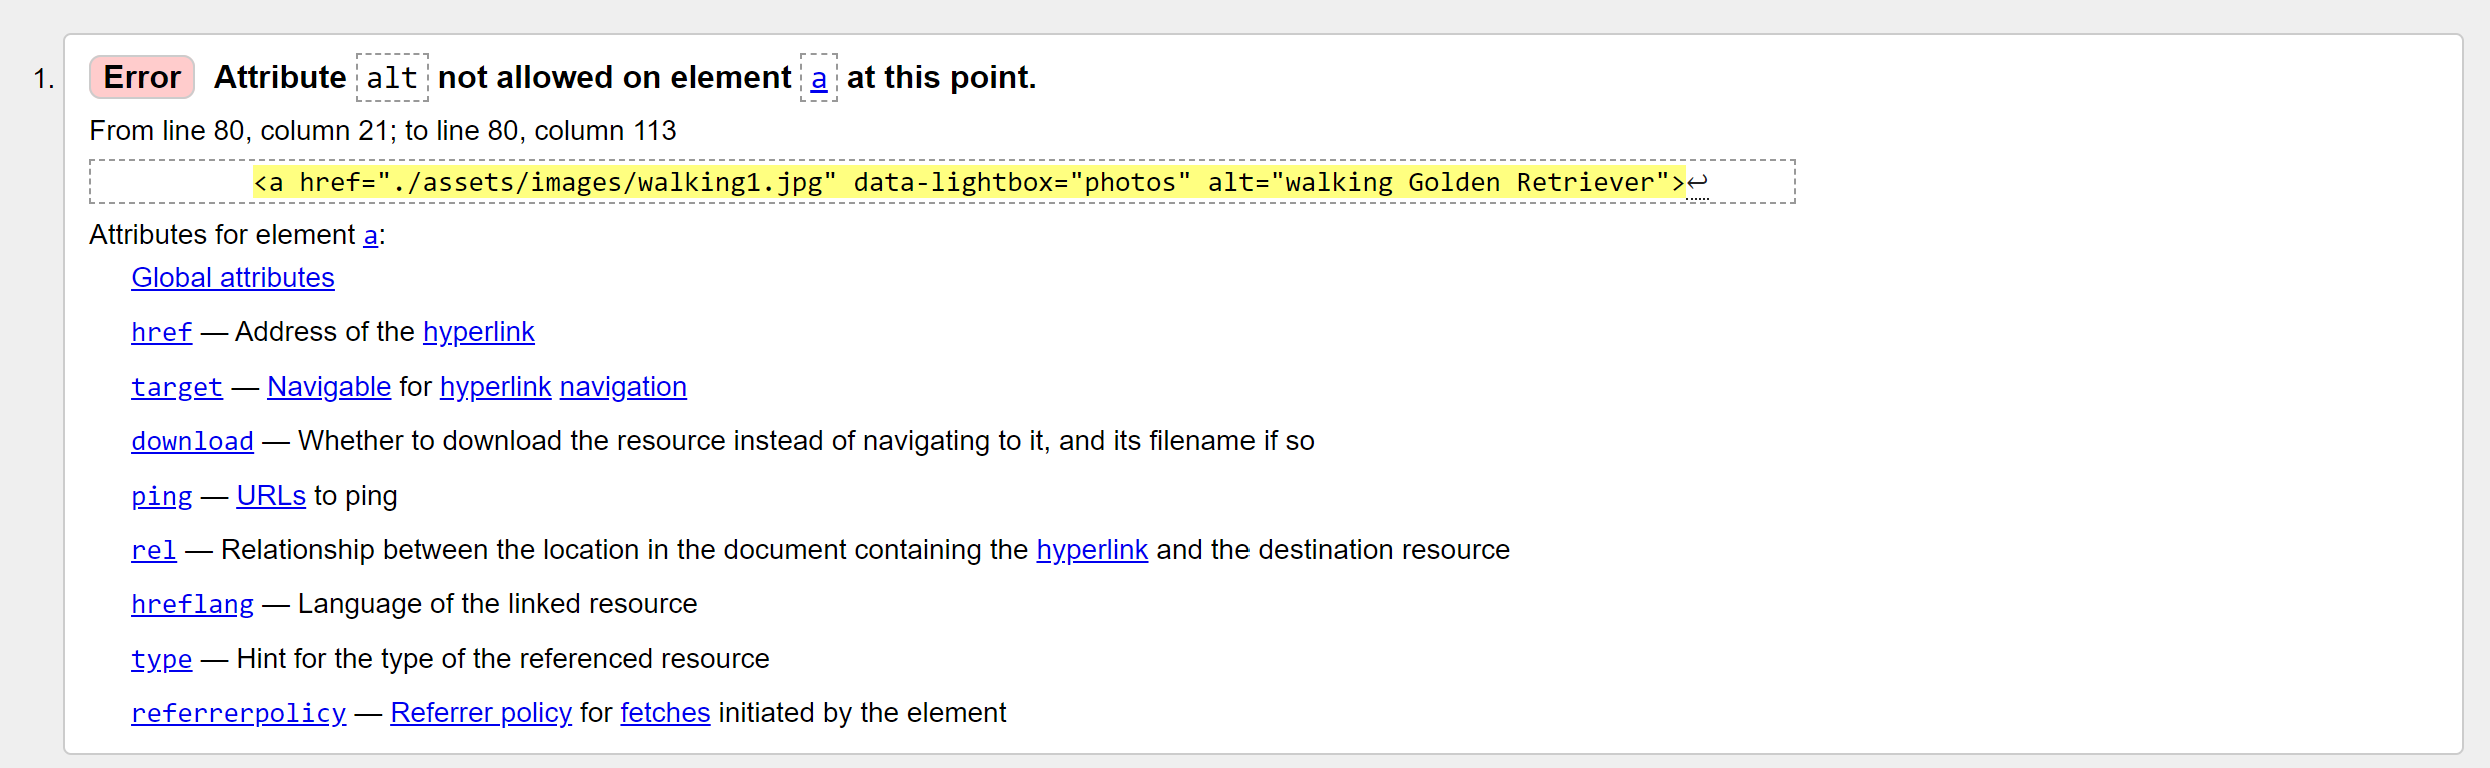 1. Error Attribute alt not allowed on element a at this point.
From line 80, column 21; to line 80, column 113
<a href="./assets/images/walking1.jpg" data-lightbox="photos" alt="walking Golden Retriever">↩
Attributes for element a:
Global attributes
href — Address of the hyperlink
target — Navigable for hyperlink navigation
download — Whether to download the resource instead of navigating to it, and its filename if so
ping — URLs to ping
rel — Relationship between the location in the document containing the hyperlink and the destination resource
hreflang — Language of the linked resource
type — Hint for the type of the referenced resource
referrerpolicy — Referrer policy for fetches initiated by the element